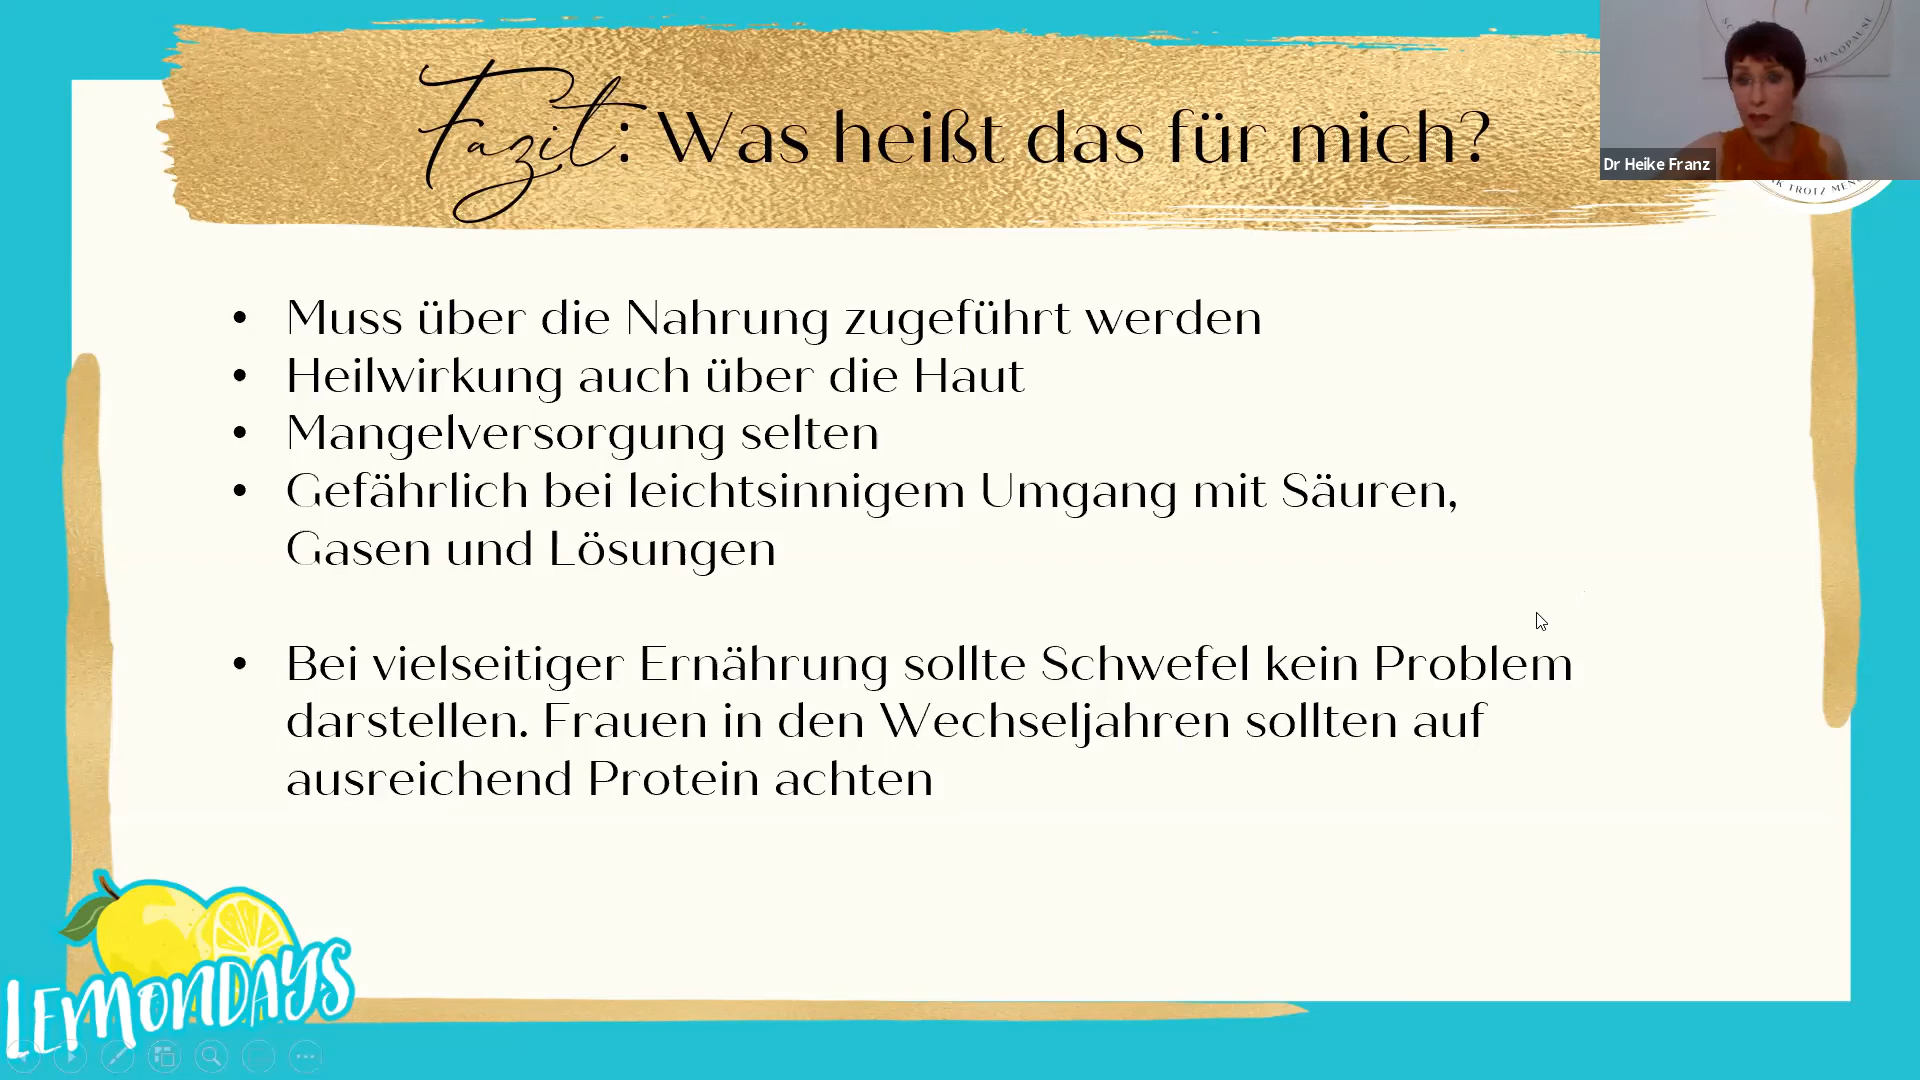 Fazit: Was heißt das für mich?
MENOPAUSE
Dr Heike Franz
TROTZ
• Muss über die Nahrung zugeführt werden
• Heilwirkung auch über die Haut
• Mangelversorgung selten
• Gefährlich bei leichtsinnigem Umgang mit Säuren,
Gasen und Lösungen
• Bei vielseitiger Ernährung sollte Schwefel kein Problem
darstellen. Frauen in den Wechseljahren sollten auf
ausreichend Protein achten
LEMONDAYS